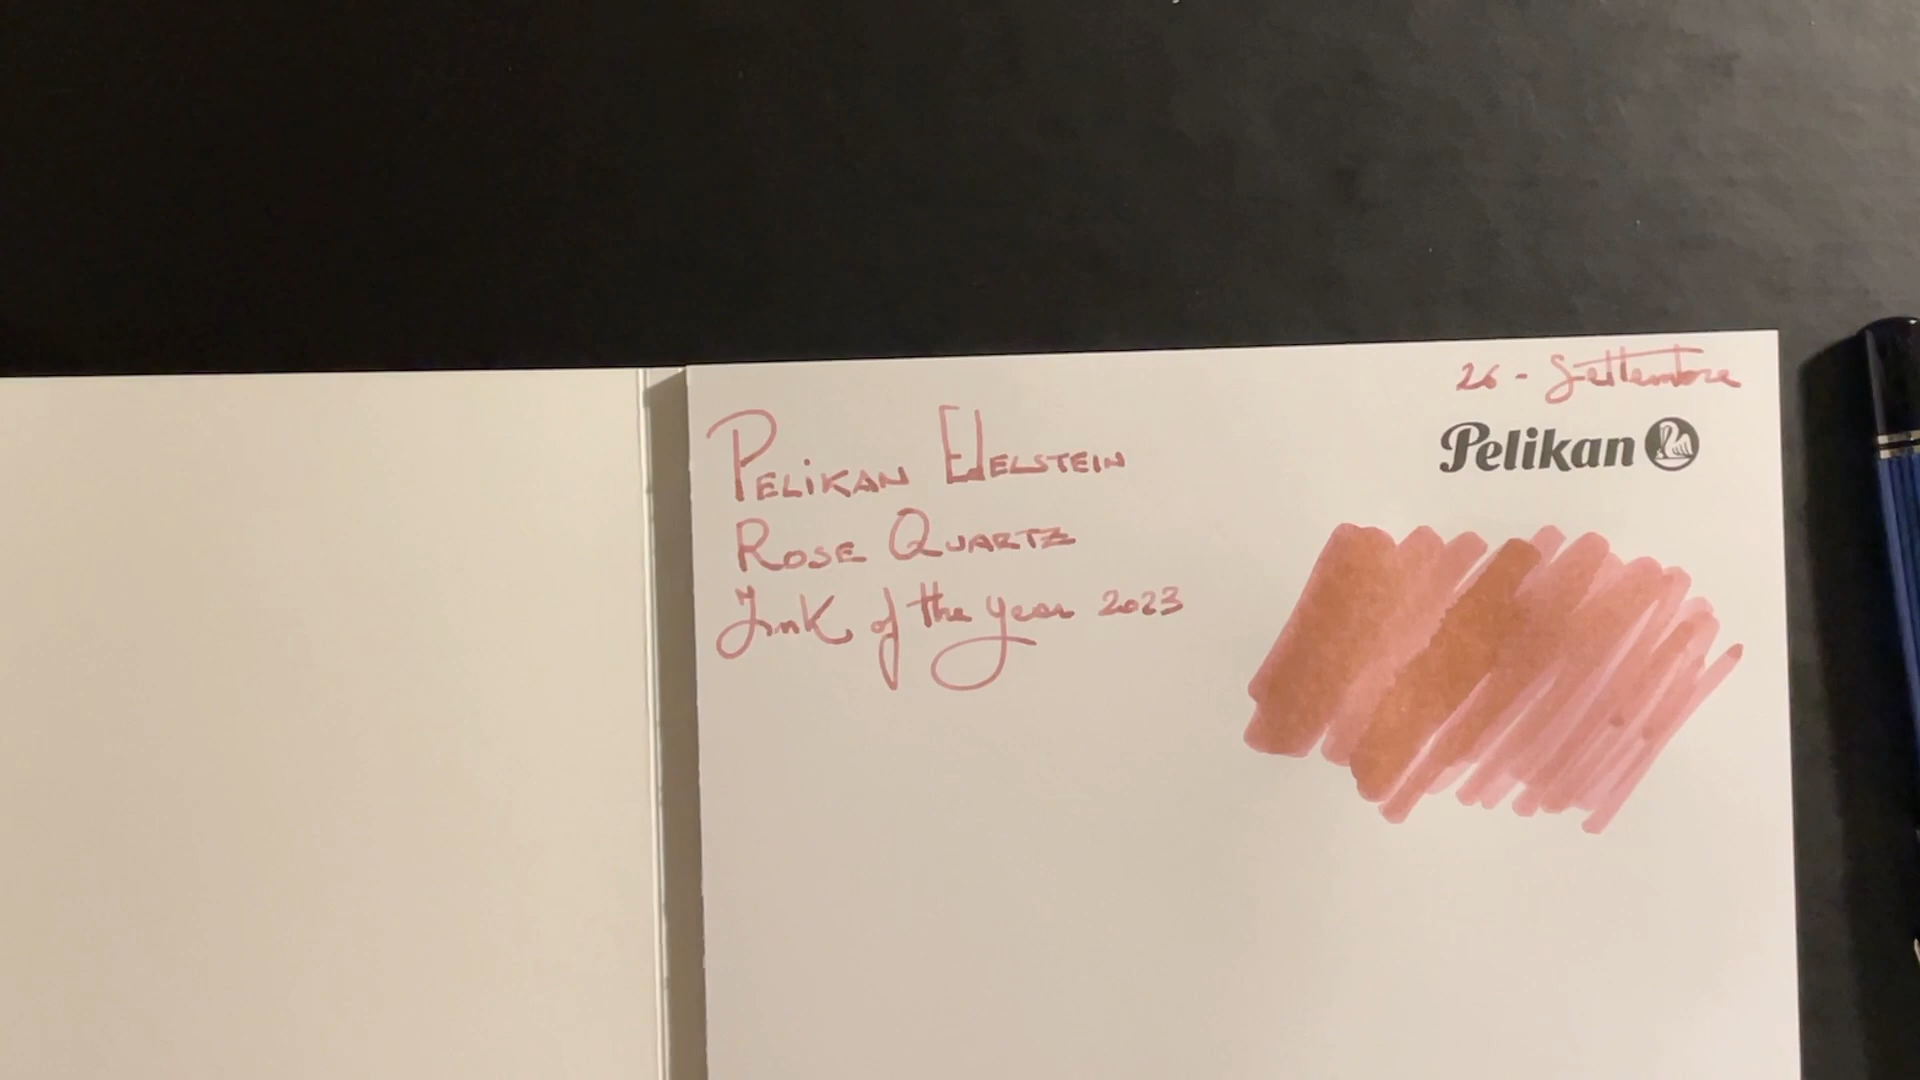 26 - Settembre
Pelikan
Pelikan Edelstein
Rose Quartz
Ink of the year 2023